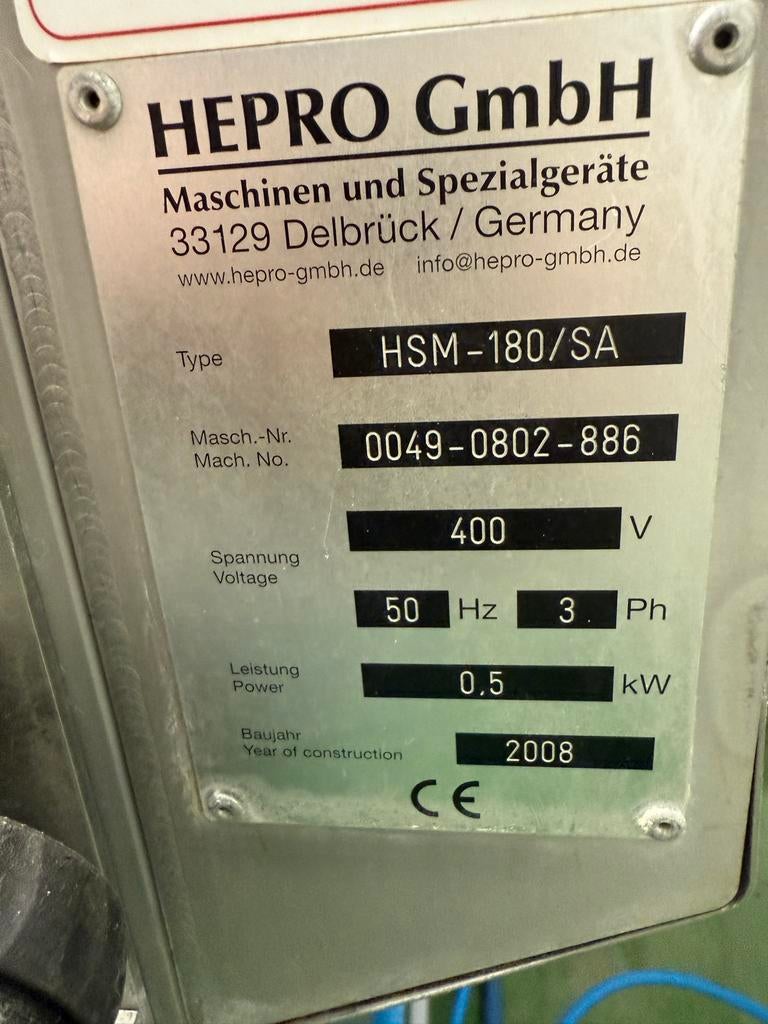 HEPRO GmbH
Maschinen und Spezialgeräte
33129 Delbrück / Germany
www.hepro-gmbh.de info@hepro-gmbh.de
Type HSM-180/SA
Masch.-Nr.
Mach. No. 0049-0802-886
400 V
Spannung
Voltage
50 Hz 3 Ph
Leistung
Power 0.5 kW
Baujahr
Year of construction 2008
CE